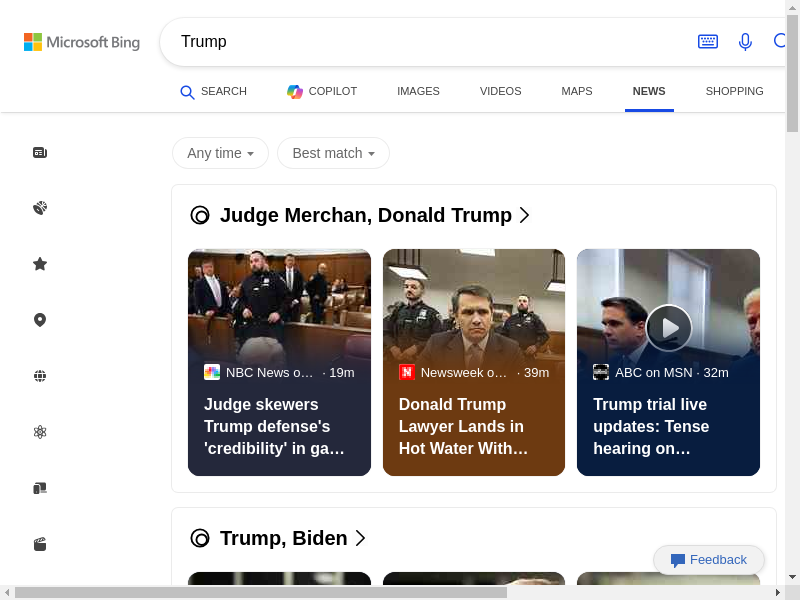 Microsoft Bing
Trump
SEARCH
COPILOT
IMAGES
VIDEOS
MAPS
NEWS
SHOPPING
Any time
Best match
Judge Merchan, Donald Trump
NBC News o... · 19m
Judge skewers
Trump defense's
'credibility' in ga...
Newsweek o... · 39m
Donald Trump
Lawyer Lands in
Hot Water With...
ABC on MSN · 32m
Trump trial live
updates: Tense
hearing on...
Trump, Biden
Feedback